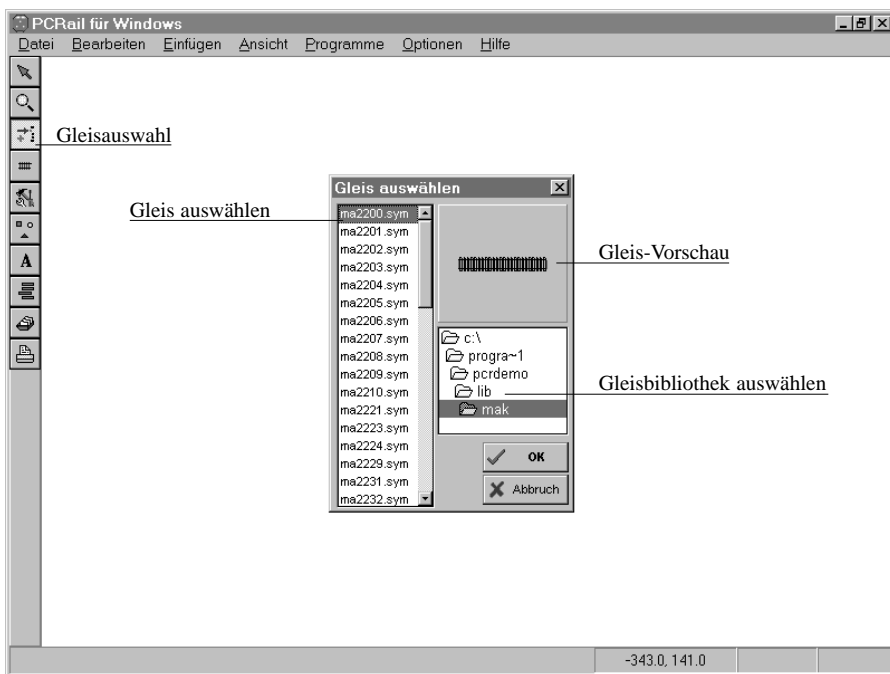 PCRail für Windows
Datei Bearbeiten Einfügen Ansicht Programme Optionen Hilfe
Gleisauswahl
Gleis auswählen
Gleis auswählen
ma2200.sym
ma2201.sym
ma2202.sym
ma2203.sym
ma2204.sym
ma2205.sym
ma2206.sym
ma2207.sym
ma2208.sym
ma2209.sym
ma2210.sym
ma2221.sym
ma2223.sym
ma2224.sym
ma2229.sym
ma2231.sym
ma2232.sym
Gleis-Vorschau
c:\
progra~1
pcrdemo
lib
mak
Gleisbibliothek auswählen
OK
Abbruch
A
-343.0, 141.0